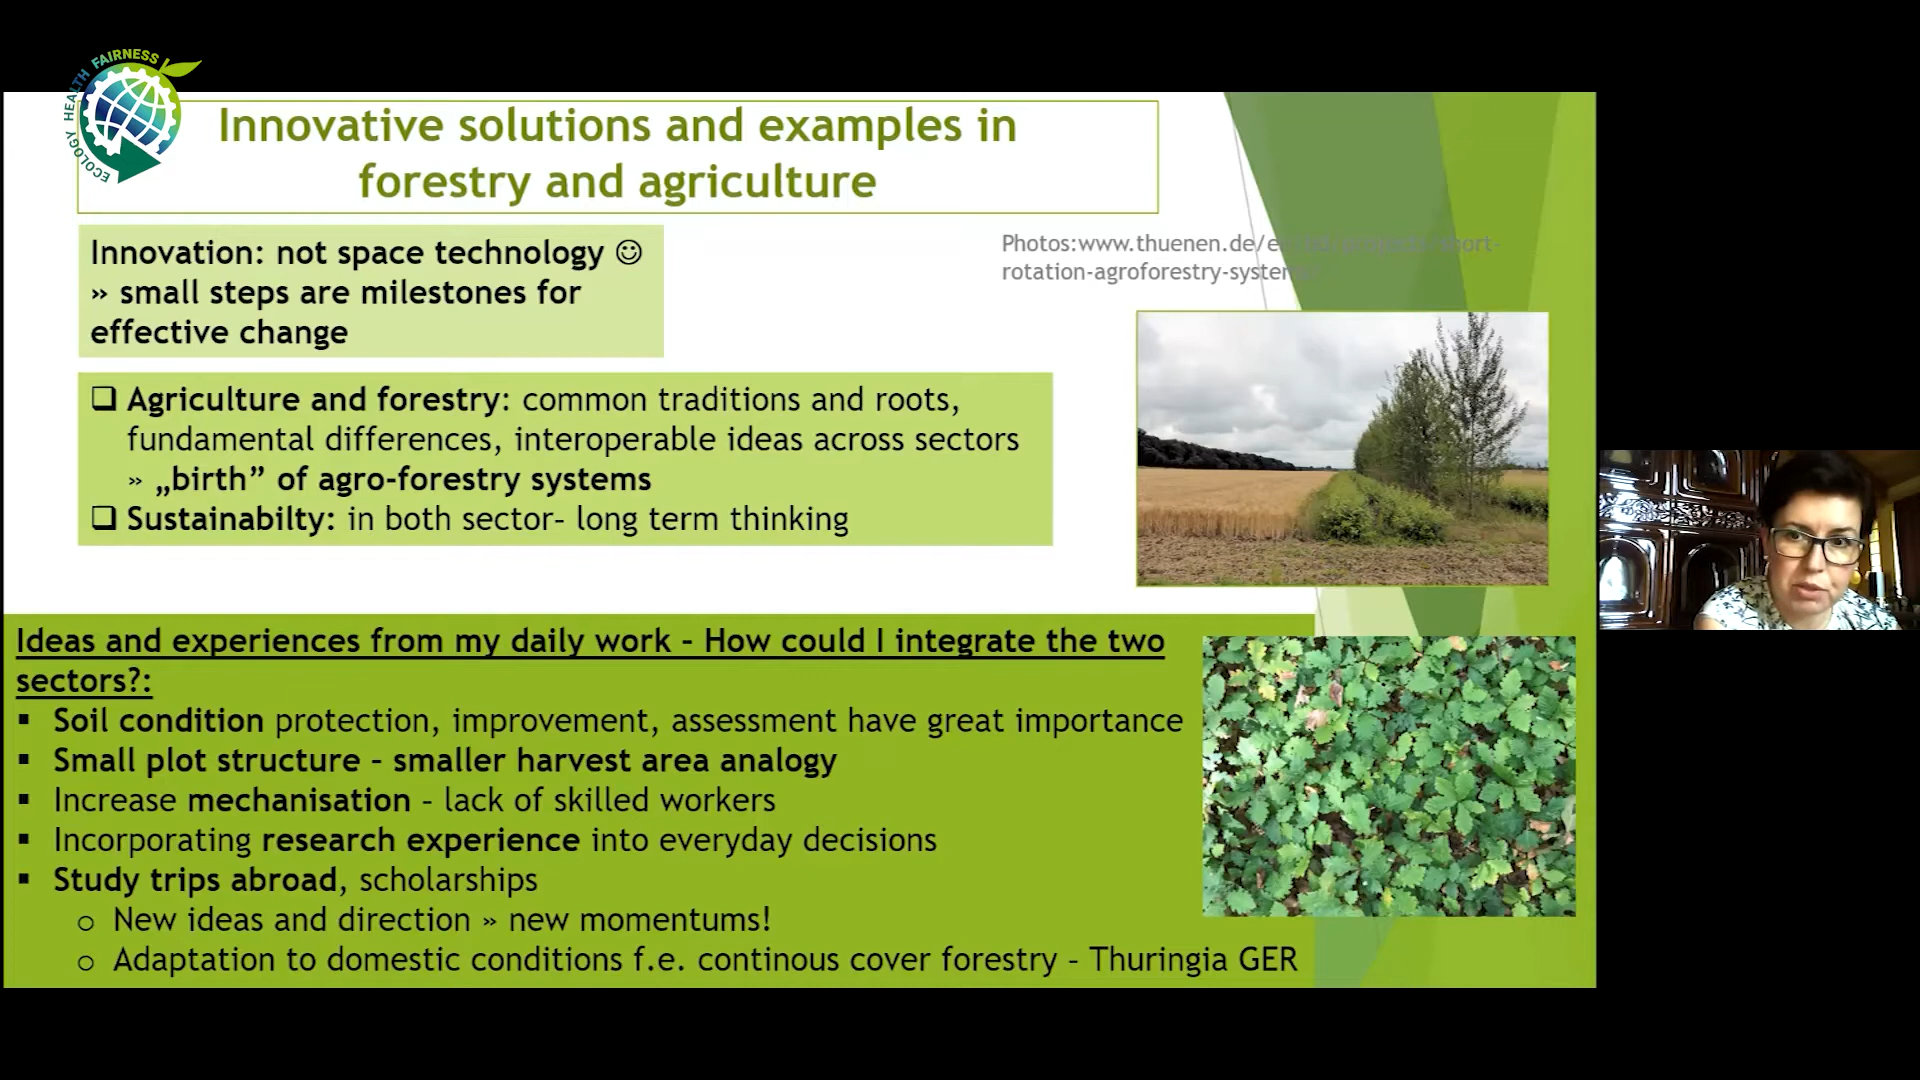 ECOLOGY HEALTH FAIRNESS
Innovative solutions and examples in
forestry and agriculture
Innovation: not space technology ☺
» small steps are milestones for
effective change
Photos:www.thuenen.de/e
rotation-agroforestry-system
❑ Agriculture and forestry: common traditions and roots,
fundamental differences, interoperable ideas across sectors
» „birth” of agro-forestry systems
❑ Sustainabilty: in both sector- long term thinking
Ideas and experiences from my daily work – How could I integrate the two
sectors?:
▪ Soil condition protection, improvement, assessment have great importance
▪ Small plot structure – smaller harvest area analogy
▪ Increase mechanisation – lack of skilled workers
▪ Incorporating research experience into everyday decisions
▪ Study trips abroad, scholarships
o New ideas and direction » new momentums!
o Adaptation to domestic conditions f.e. continous cover forestry – Thuringia GER